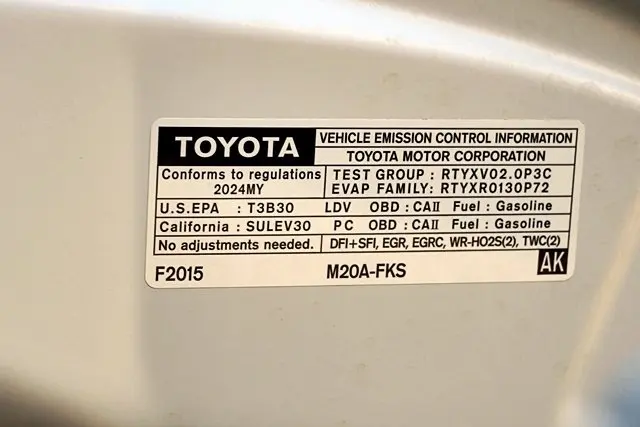 TOYOTA
VEHICLE EMISSION CONTROL INFORMATION
TOYOTA MOTOR CORPORATION
Conforms to regulations
2024MY
TEST GROUP : RTYXV02.0P3C
EVAP FAMILY: RTYXR0130P72
U.S.EPA : T3B30 LDV OBD : CAII Fuel : Gasoline
California : SULEV30 PC OBD : CAII Fuel : Gasoline
No adjustments needed. DFI+SFI, EGR, EGRC, WR-HO2S(2), TWC(2)
F2015 M20A-FKS AK